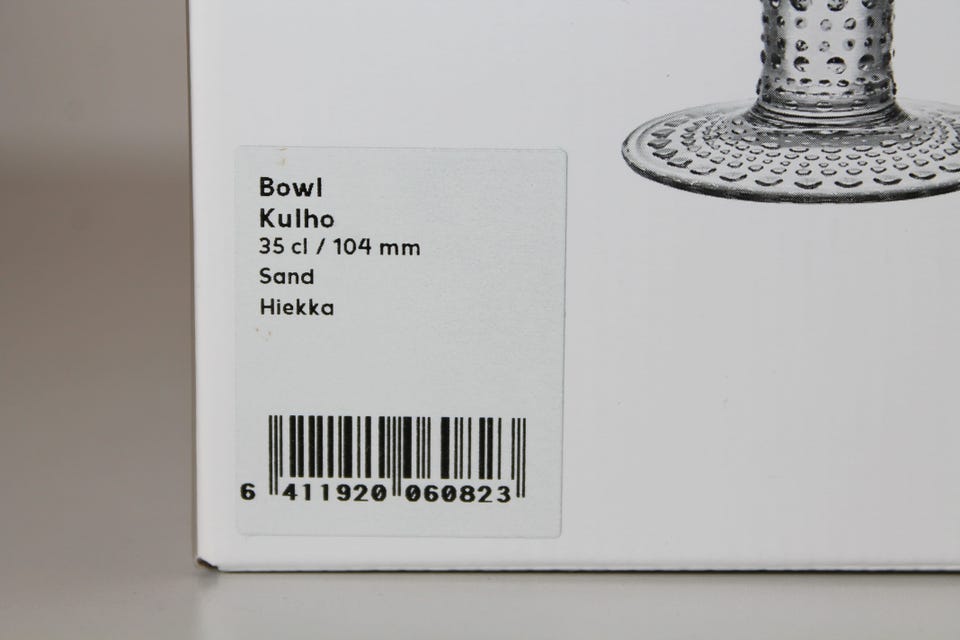 Bowl
Kulho
35 cl / 104 mm
Sand
Hiekka
6 411920 060823